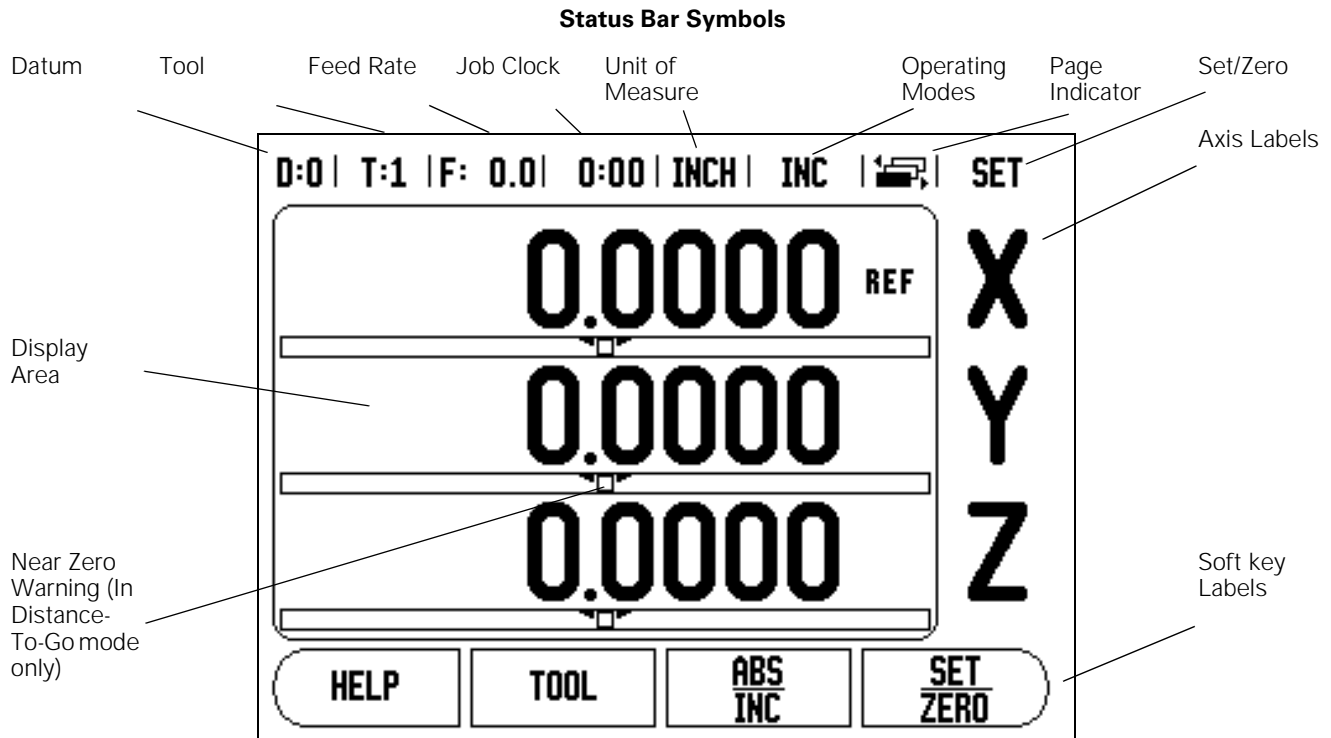 Status Bar Symbols
Datum
Tool
Feed Rate
Job Clock
Unit of
Measure
Operating
Modes
Page
Indicator
Set/Zero
Axis Labels
D:0 | T:1 | F: 0.0 | 0:00 | INCH | INC | | SET
0.0000 REF X
Display
Area
0.0000 Y
Near Zero
Warning (In
Distance-
To-Go mode
only)
0.0000 Z
Soft key
Labels
HELP
TOOL
ABS
INC
SET
ZERO